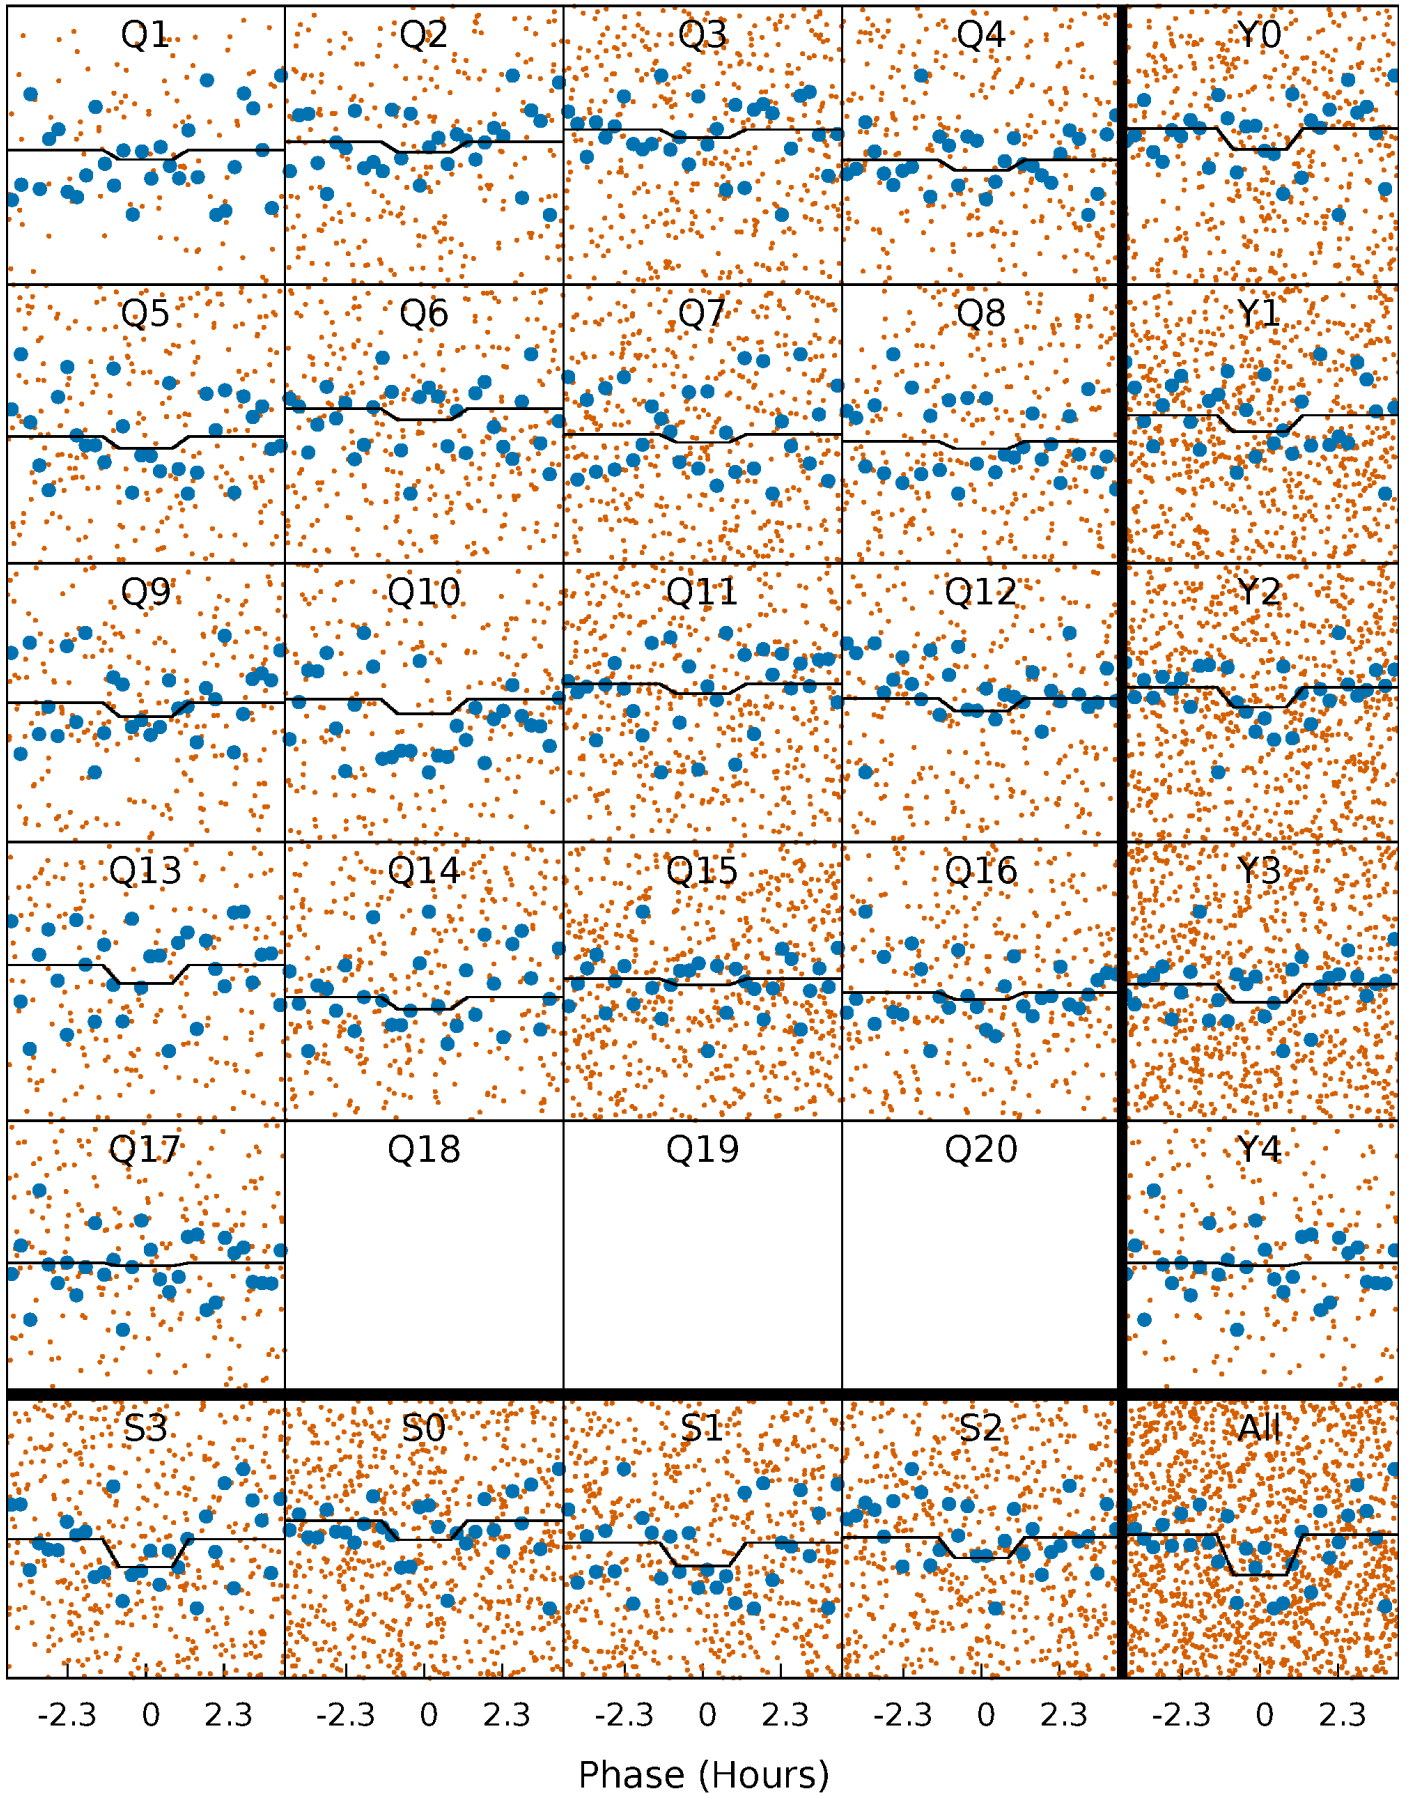 Q1 Q2 Q3 Q4 Y0
Q5 Q6 Q7 Q8 Y1
Q9 Q10 Q11 Q12 Y2
Q13 Q14 Q15 Q16 Y3
Q17 Q18 Q19 Q20 Y4
S3 S0 S1 S2 All
-2.3 0 2.3 -2.3 0 2.3 -2.3 0 2.3 -2.3 0 2.3 -2.3 0 2.3
Phase (Hours)